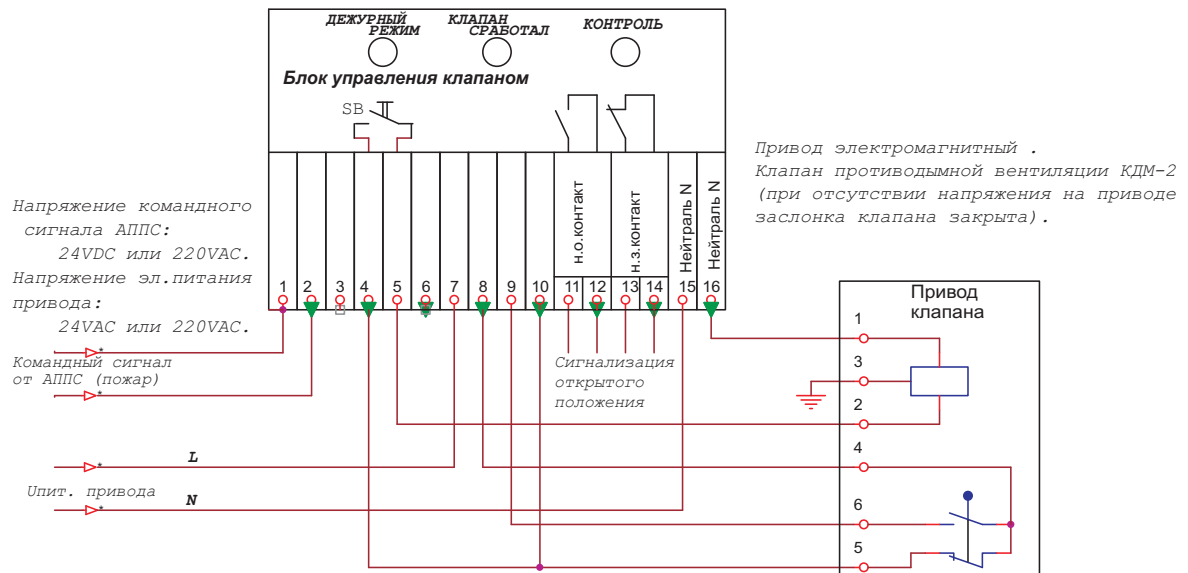 ДЕЖУРНЫЙ
РЕЖИМ
КЛАПАН
СРАБОТАЛ
КОНТРОЛЬ
Блок управления клапаном
SB
Привод электромагнитный .
Клапан противодымной вентиляции КДМ-2
(при отсутствии напряжения на приводе
заслонка клапана закрыта).
Напряжение командного
сигнала АППС:
24VDC или 220VAC.
Напряжение эл.питания
привода:
24VAC или 220VAC.
н.о.контакт
н.з.контакт
Нейтраль N
Нейтраль N
1 2 3 4 5 6 7 8 9 10 11 12 13 14 15 16
Командный сигнал
от АППС (пожар)
Сигнализация
открытого
положения
L
Uпит. привода
N
Привод
клапана
1
3
2
4
6
5